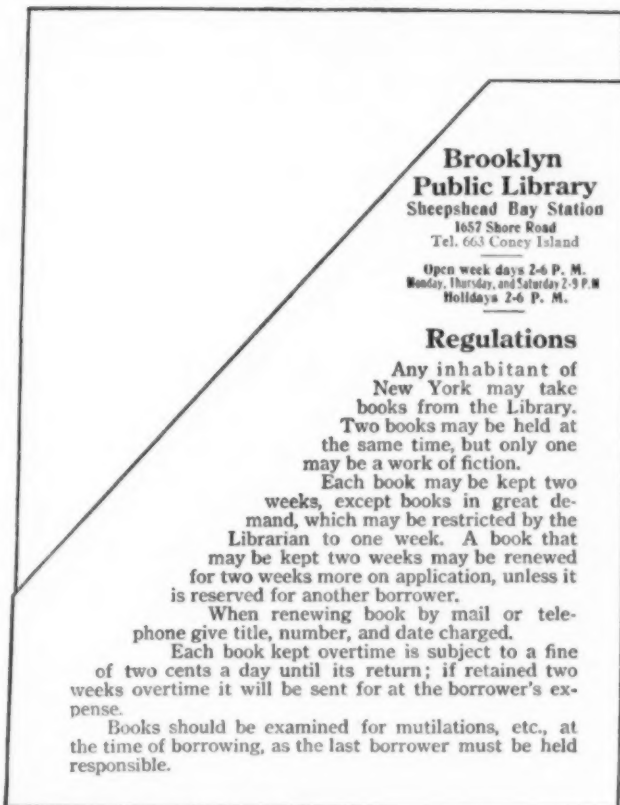 Brooklyn
Public Library
Sheepshead Bay Station
1657 Shore Road
Tel. 663 Coney Island
Open week days 2-6 P. M.
Monday, Thursday, and Saturday 2-9 P.M
Holidays 2-6 P. M.
Regulations
Any inhabitant of
New York may take
books from the Library.
Two books may be held at
the same time, but only one
may be a work of fiction.
Each book may be kept two
weeks, except books in great de-
mand, which may be restricted by the
Librarian to one week. A book that
may be kept two weeks may be renewed
for two weeks more on application, unless it
is reserved for another borrower.
When renewing book by mail or tele-
phone give title, number, and date charged.
Each book kept overtime is subject to a fine
of two cents a day until its return; if retained two
weeks overtime it will be sent for at the borrower's ex-
pense.
Books should be examined for mutilations, etc., at
the time of borrowing, as the last borrower must be held
responsible.